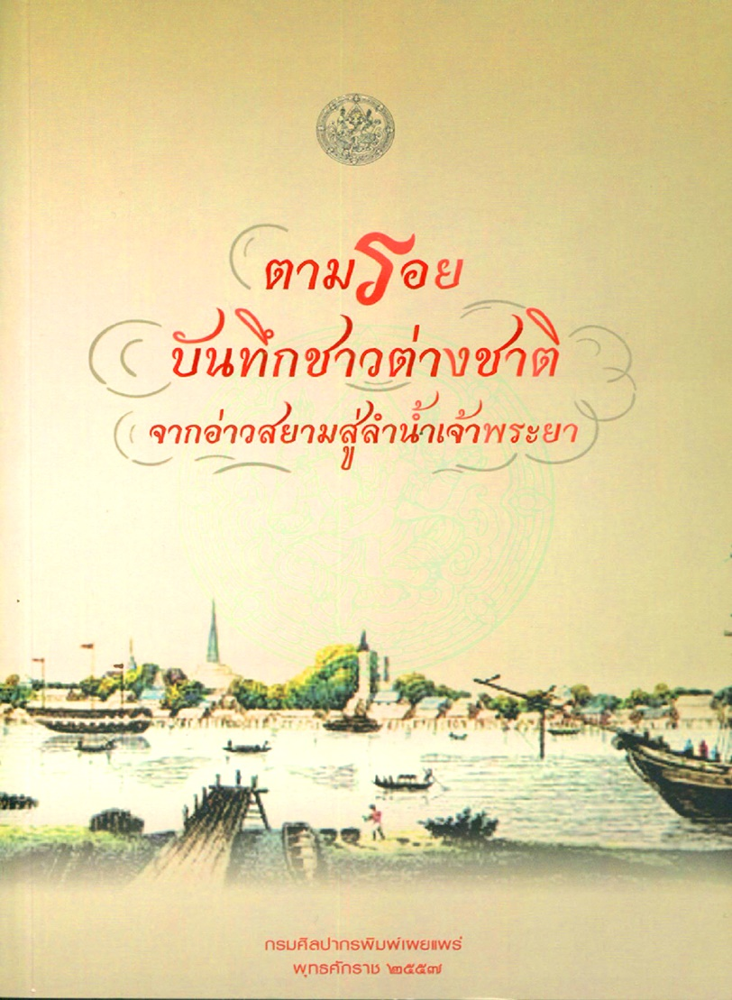 ตามรอย
บันทึกชาวต่างชาติ
จากอ่าวสยามสู่ลำน้ำเจ้าพระยา
กรมศิลปากรพิมพ์เผยแพร่
พุทธศักราช ๒๕๕๗